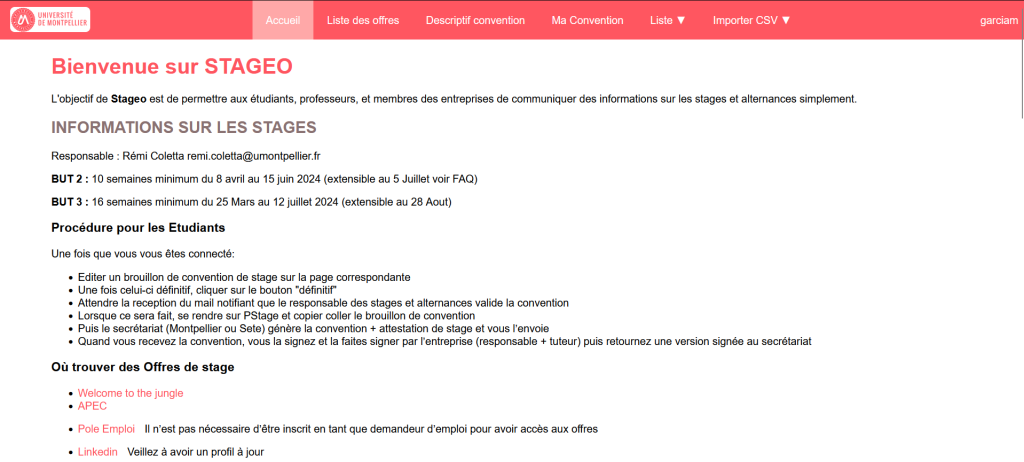 UNIVERSITÉ
DE MONTPELLIER
Accueil
Liste des offres
Descriptif convention
Ma Convention
Liste ▼
Importer CSV ▼
garciam
Bienvenue sur STAGEO
L'objectif de Stageo est de permettre aux étudiants, professeurs, et membres des entreprises de communiquer des informations sur les stages et alternances simplement.
INFORMATIONS SUR LES STAGES
Responsable : Rémi Coletta remi.coletta@umontpellier.fr
BUT 2 : 10 semaines minimum du 8 avril au 15 juin 2024 (extensible au 5 Juillet voir FAQ)
BUT 3 : 16 semaines minimum du 25 Mars au 12 juillet 2024 (extensible au 28 Aout)
Procédure pour les Etudiants
Une fois que vous vous êtes connecté:
• Editer un brouillon de convention de stage sur la page correspondante
• Une fois celui-ci définitif, cliquer sur le bouton "définitif"
• Attendre la reception du mail notifiant que le responsable des stages et alternances valide la convention
• Lorsque ce sera fait, se rendre sur PStage et copier coller le brouillon de convention
• Puis le secrétariat (Montpellier ou Sete) génère la convention + attestation de stage et vous l'envoie
• Quand vous recevez la convention, vous la signez et la faites signer par l'entreprise (responsable + tuteur) puis retournez une version signée au secrétariat
Où trouver des Offres de stage
• Welcome to the jungle
• APEC
• Pole Emploi Il n'est pas nécessaire d'être inscrit en tant que demandeur d'emploi pour avoir accès aux offres
• Linkedin Veillez à avoir un profil à jour